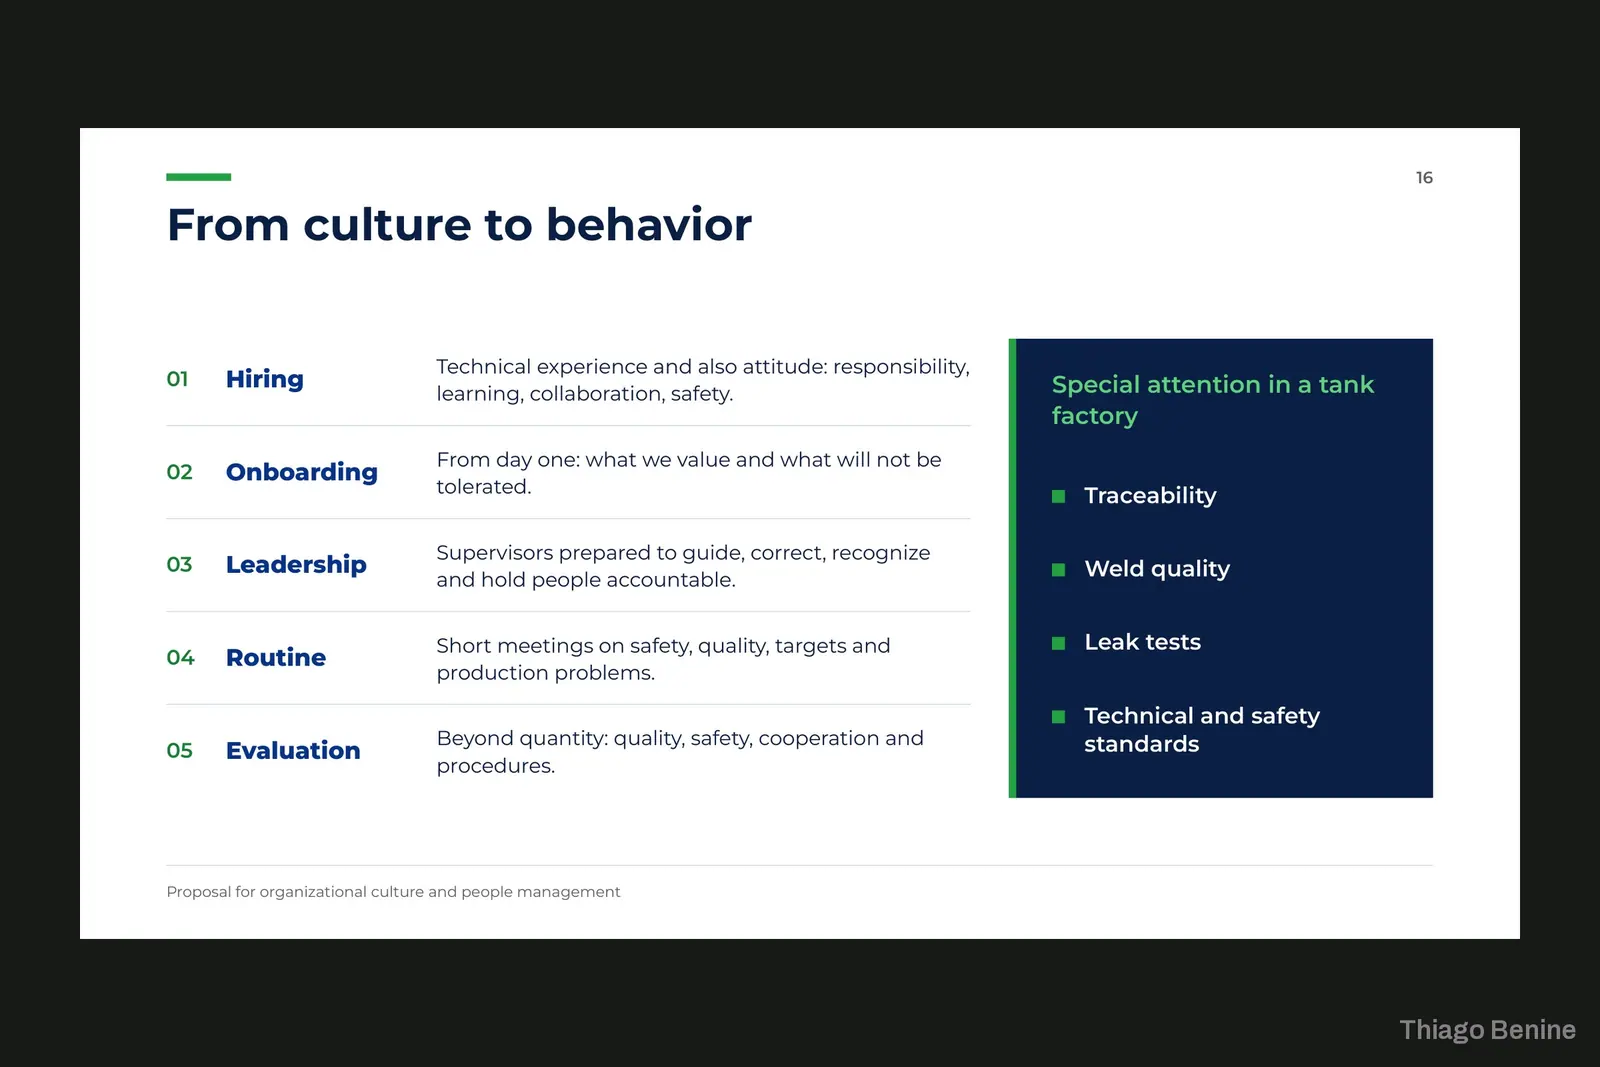 16
From culture to behavior
01 Hiring
Technical experience and also attitude: responsibility,
learning, collaboration, safety.
02 Onboarding
From day one: what we value and what will not be
tolerated.
03 Leadership
Supervisors prepared to guide, correct, recognize
and hold people accountable.
04 Routine
Short meetings on safety, quality, targets and
production problems.
05 Evaluation
Beyond quantity: quality, safety, cooperation and
procedures.
Special attention in a tank
factory
Traceability
Weld quality
Leak tests
Technical and safety
standards
Proposal for organizational culture and people management
Thiago Benine